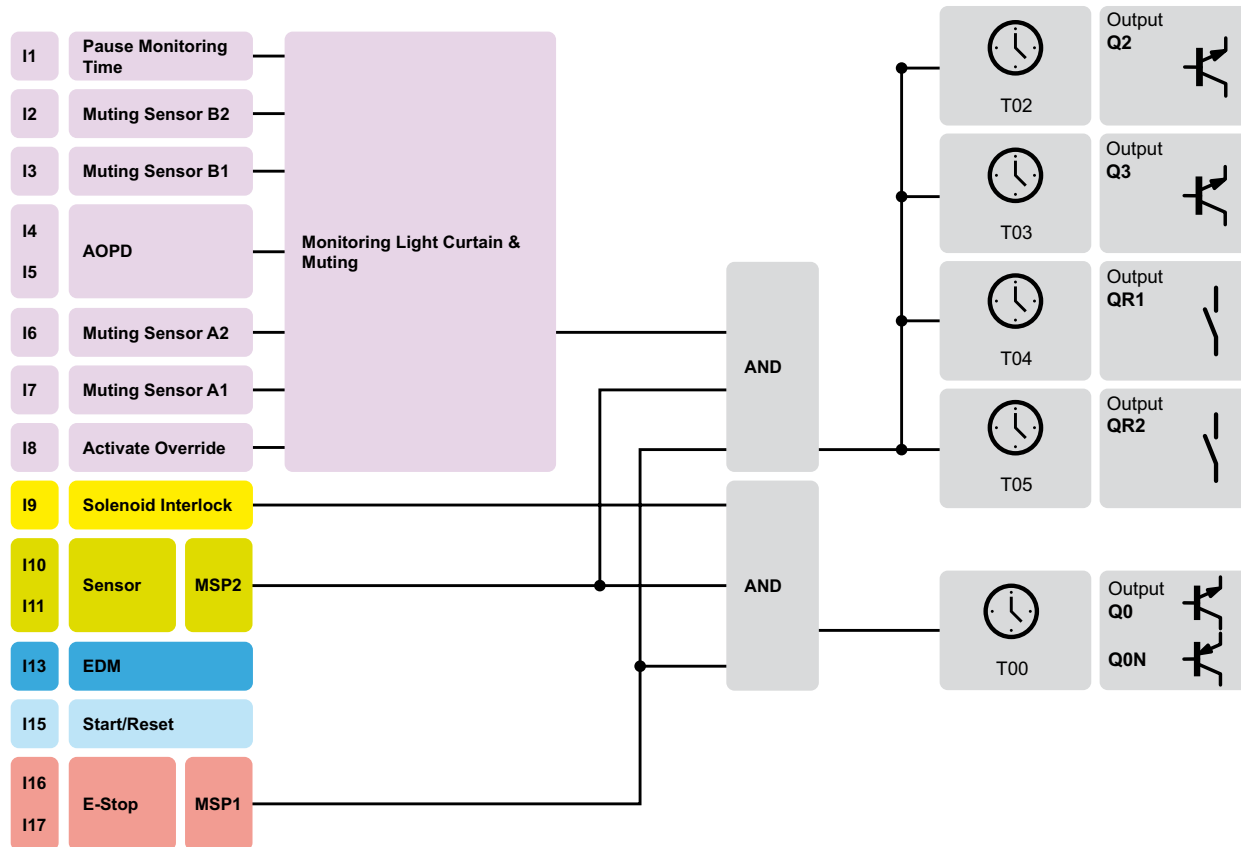 I1
Pause Monitoring
Time
I2
Muting Sensor B2
I3
Muting Sensor B1
I4
I5
AOPD
I6
Muting Sensor A2
I7
Muting Sensor A1
I8
Activate Override
Monitoring Light Curtain &
Muting
I9
Solenoid Interlock
I10
I11
Sensor
MSP2
I13
EDM
I15
Start/Reset
I16
I17
E-Stop
MSP1
AND
AND
T02
Output
Q2
T03
Output
Q3
T04
Output
QR1
T05
Output
QR2
T00
Output
Q0
Q0N